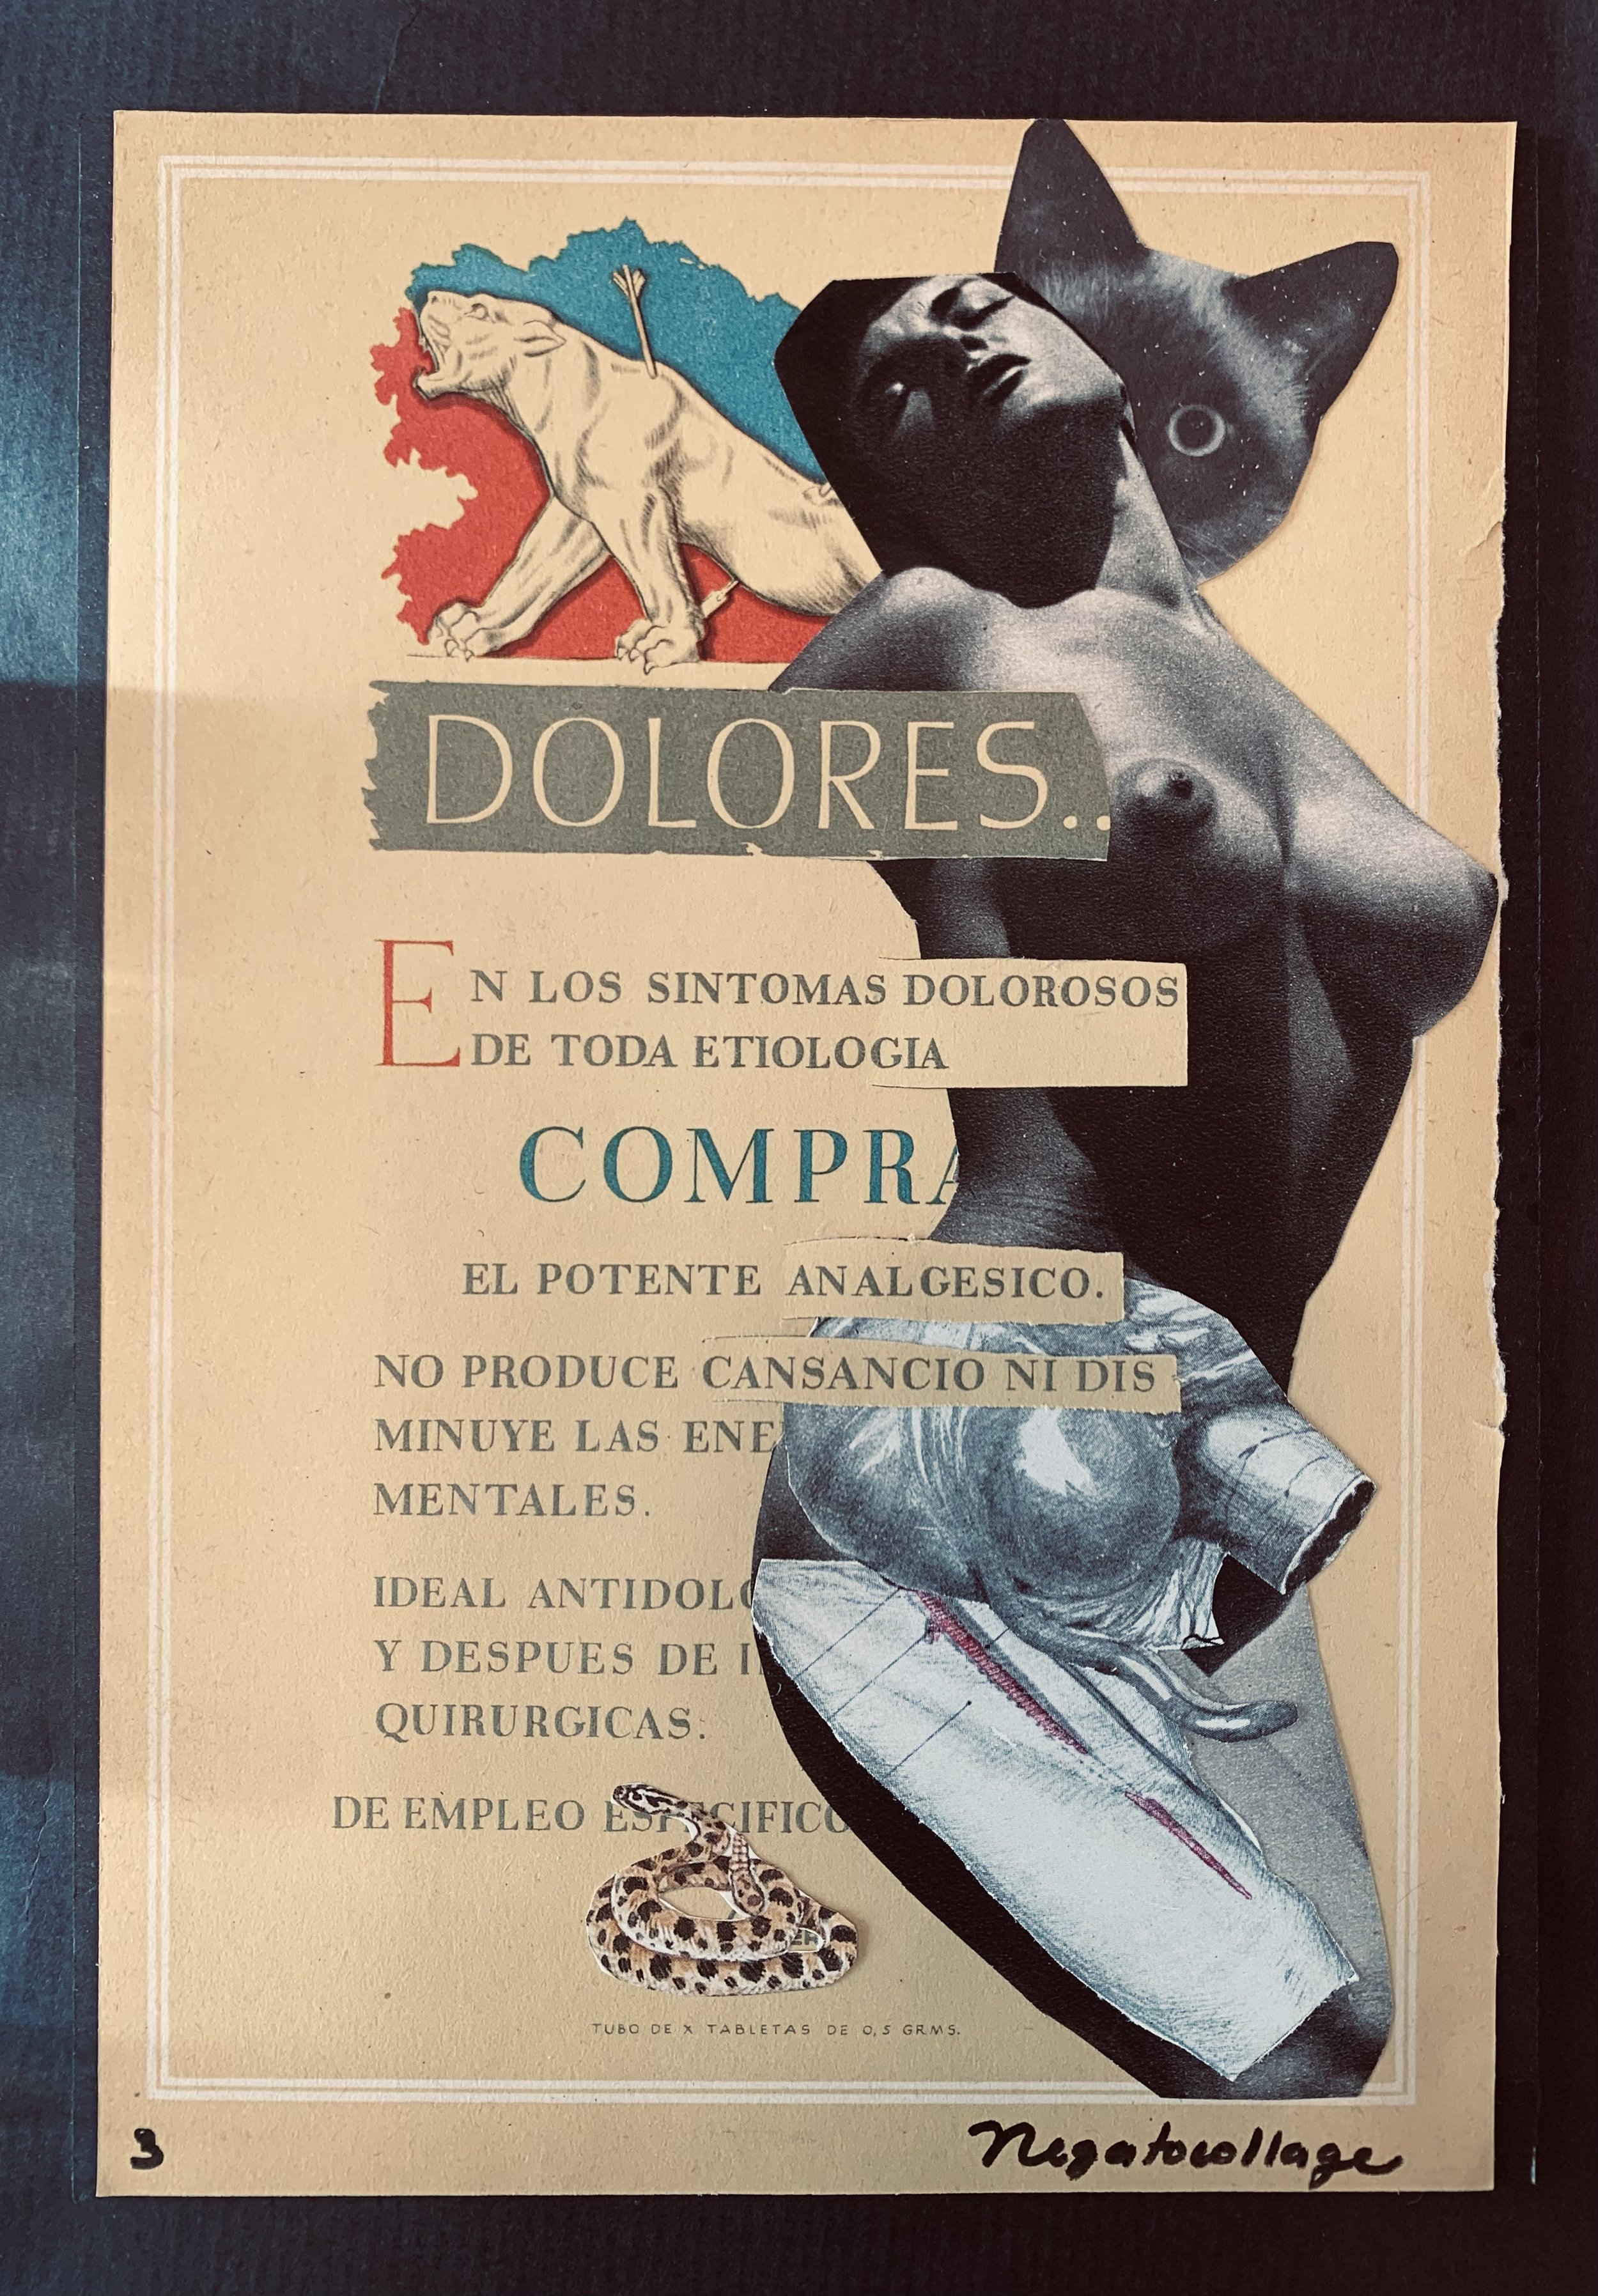 DOLORES..
EN LOS SINTOMAS DOLOROSOS
DE TODA ETIOLOGIA
COMPRA
EL POTENTE ANALGESICO.
NO PRODUCE CANSANCIO NI DIS
MINUYE LAS ENE
MENTALES.
IDEAL ANTIDOLO
Y DESPUES DE I
QUIRURGICAS.
DE EMPLEO ESPECIFICO
TUBO DE X TABLETAS DE 0,5 GRMS.
3
Negatocollage